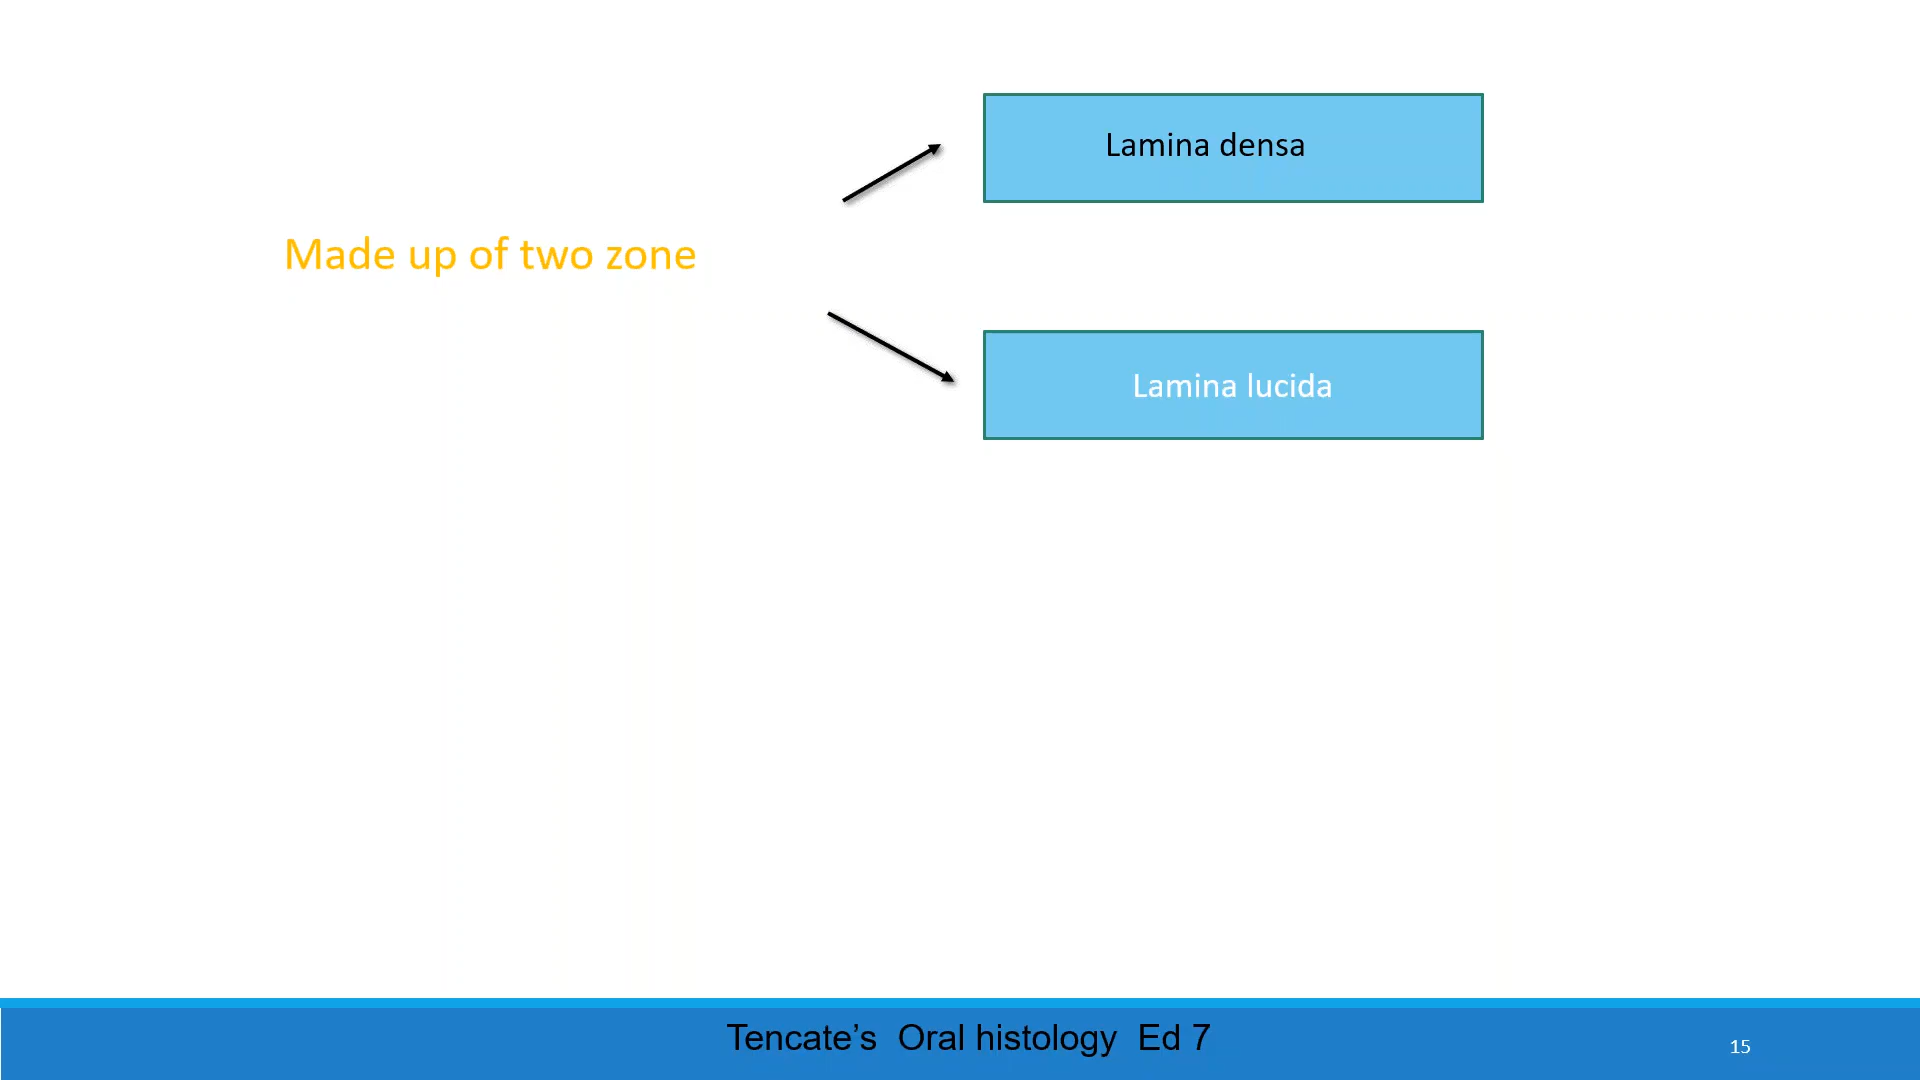 Lamina densa
Made up of two zone
Lamina lucida
Tencate’s Oral histology Ed 7
15